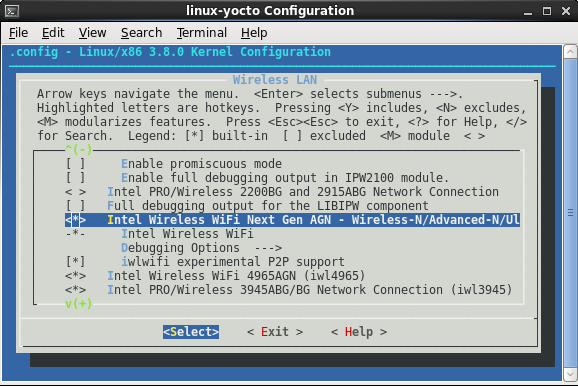 linux-yocto Configuration
File Edit View Search Terminal Help
.config - Linux/x86 3.8.0 Kernel Configuration
Wireless LAN
Arrow keys navigate the menu. <Enter> selects submenus --->.
Highlighted letters are hotkeys. Pressing <Y> includes, <N> excludes,
<M> modularizes features. Press <Esc><Esc> to exit, <?> for Help, </>
for Search. Legend: [*] built-in [ ] excluded <M> module < >
^(-)
[ ] Enable promiscuous mode
[ ] Enable full debugging output in IPW2100 module.
< > Intel PRO/Wireless 2200BG and 2915ABG Network Connection
[ ] Full debugging output for the LIBIPW component
<*> Intel Wireless WiFi Next Gen AGN - Wireless-N/Advanced-N/Ul
-*- Intel Wireless WiFi
Debugging Options --->
[*] iwlwifi experimental P2P support
<*> Intel Wireless WiFi 4965AGN (iwl4965)
<*> Intel PRO/Wireless 3945ABG/BG Network Connection (iwl3945)
v(+)
<Select> < Exit > < Help >